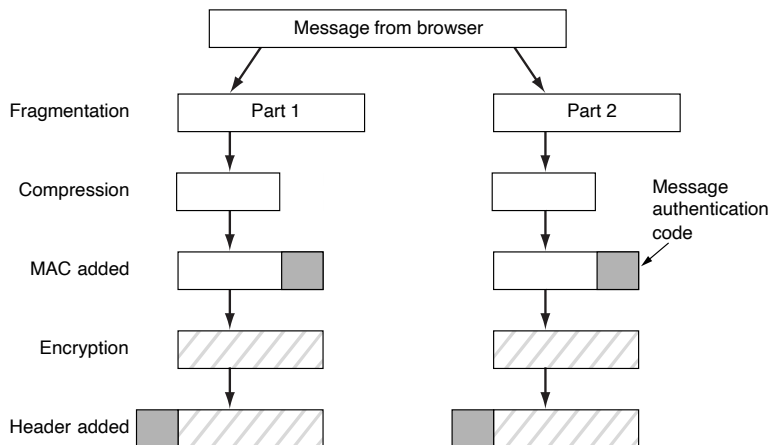 Message from browser
Fragmentation
Part 1
Part 2
Compression
Message
authentication
code
MAC added
Encryption
Header added